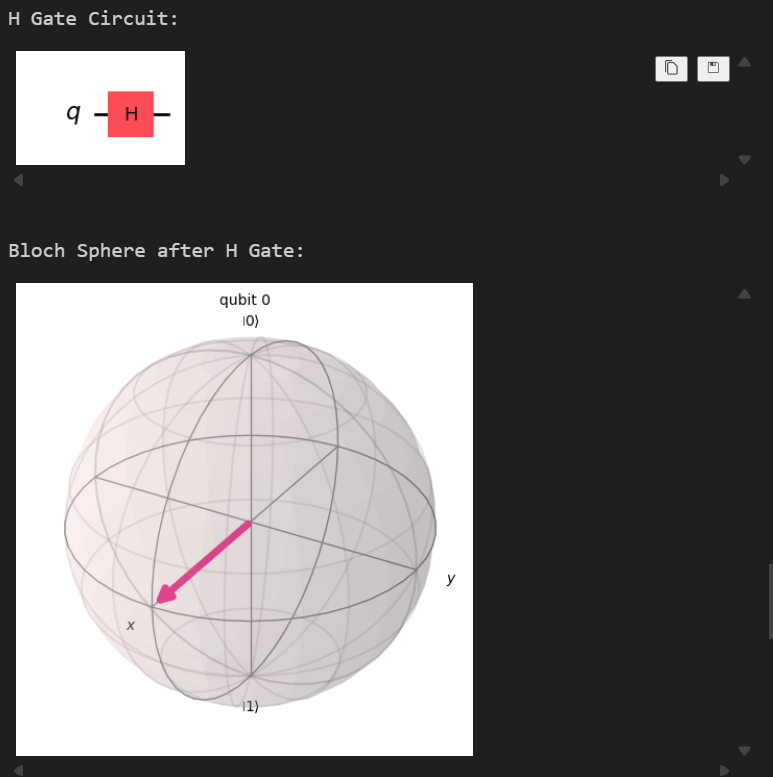 H Gate Circuit:
q H
Bloch Sphere after H Gate:
qubit 0
|0⟩
y
x
|1⟩